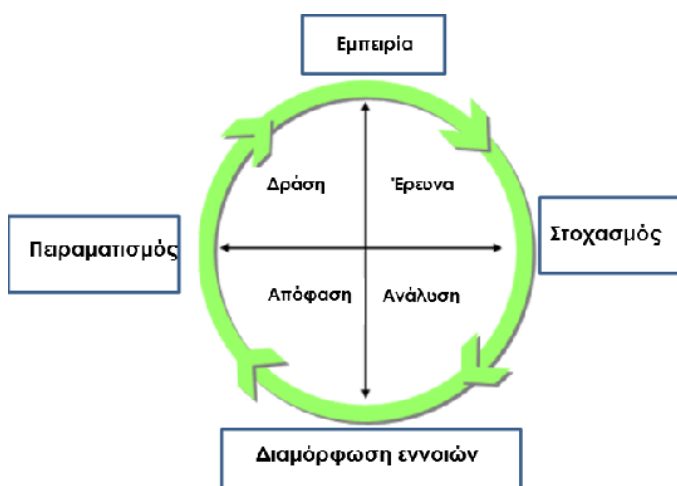 Εμπειρία
Δράση
Έρευνα
Πειραματισμός
Στοχασμός
Απόφαση
Ανάλυση
Διαμόρφωση εννοιών